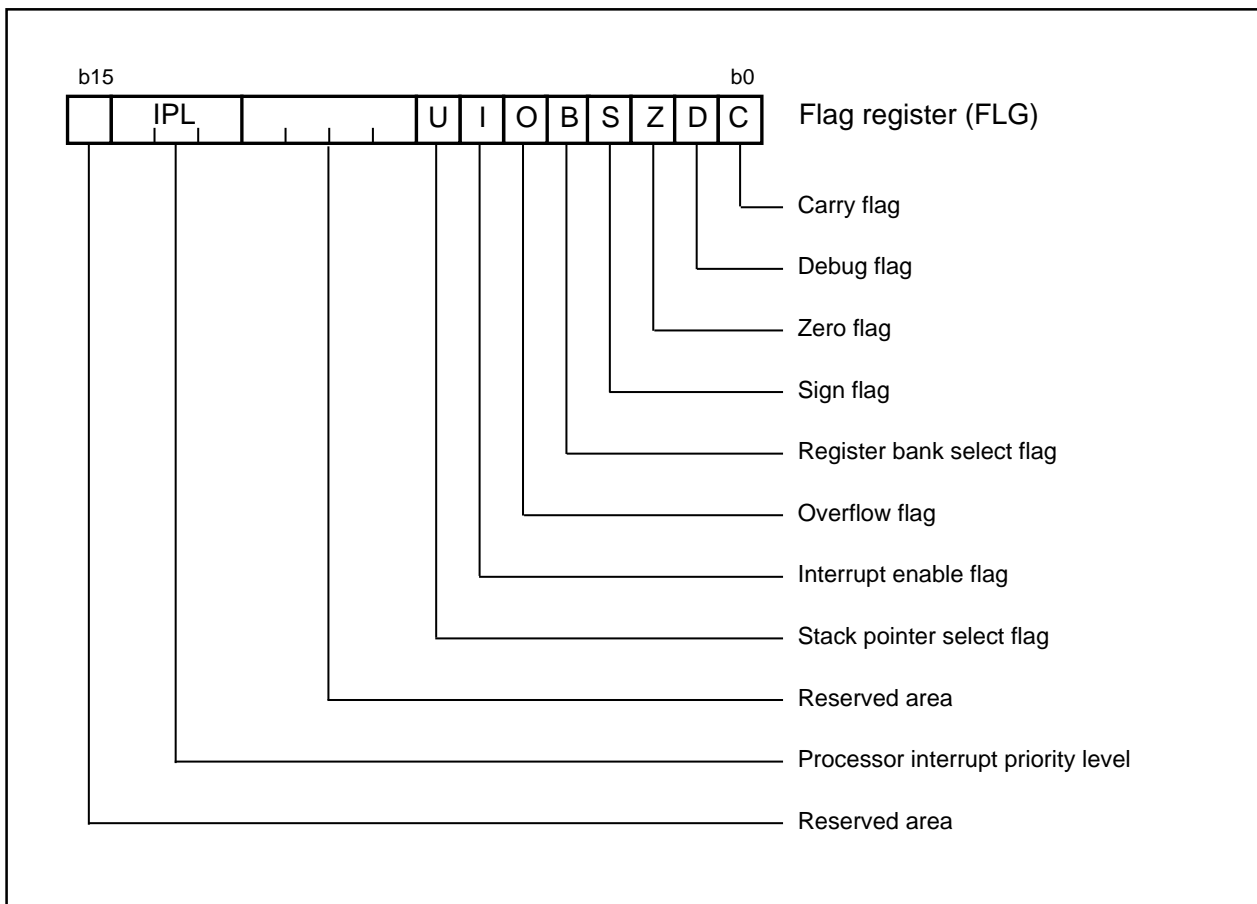 b15 b0
IPL U I O B S Z D C Flag register (FLG)
Carry flag
Debug flag
Zero flag
Sign flag
Register bank select flag
Overflow flag
Interrupt enable flag
Stack pointer select flag
Reserved area
Processor interrupt priority level
Reserved area